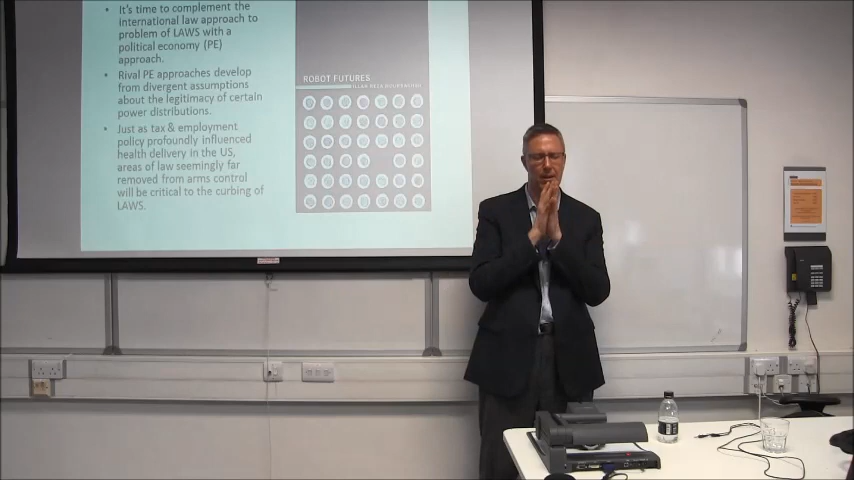 It's time to complement the
international law approach to
problem of LAWS with a
political economy (PE)
approach.
Rival PE approaches develop
from divergent assumptions
about the legitimacy of certain
power distributions.
Just as tax & employment
policy profoundly influenced
health delivery in the US,
areas of law seemingly far
removed from arms control
will be critical to the curbing of
LAWS.
ROBOT FUTURES
ILLAH REZA NOURBAKHSH